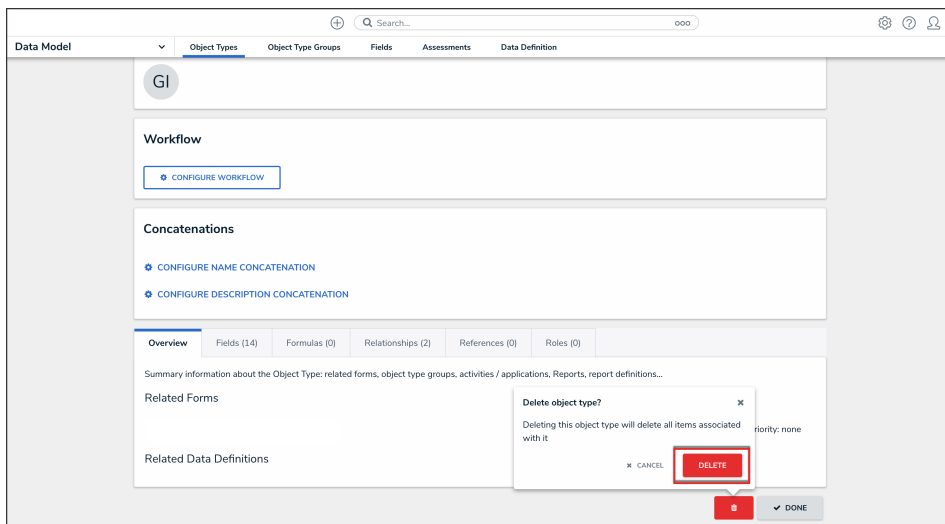 Search...
ooo
Data Model
Object Types
Object Type Groups
Fields
Assessments
Data Definition
GI
Workflow
CONFIGURE WORKFLOW
Concatenations
CONFIGURE NAME CONCATENATION
CONFIGURE DESCRIPTION CONCATENATION
Overview
Fields (14)
Formulas (0)
Relationships (2)
References (0)
Roles (0)
Summary information about the Object Type: related forms, object type groups, activities / applications, Reports, report definitions...
Related Forms
Delete object type?
Deleting this object type will delete all items associated
with it
riority: none
CANCEL
DELETE
Related Data Definitions
DONE